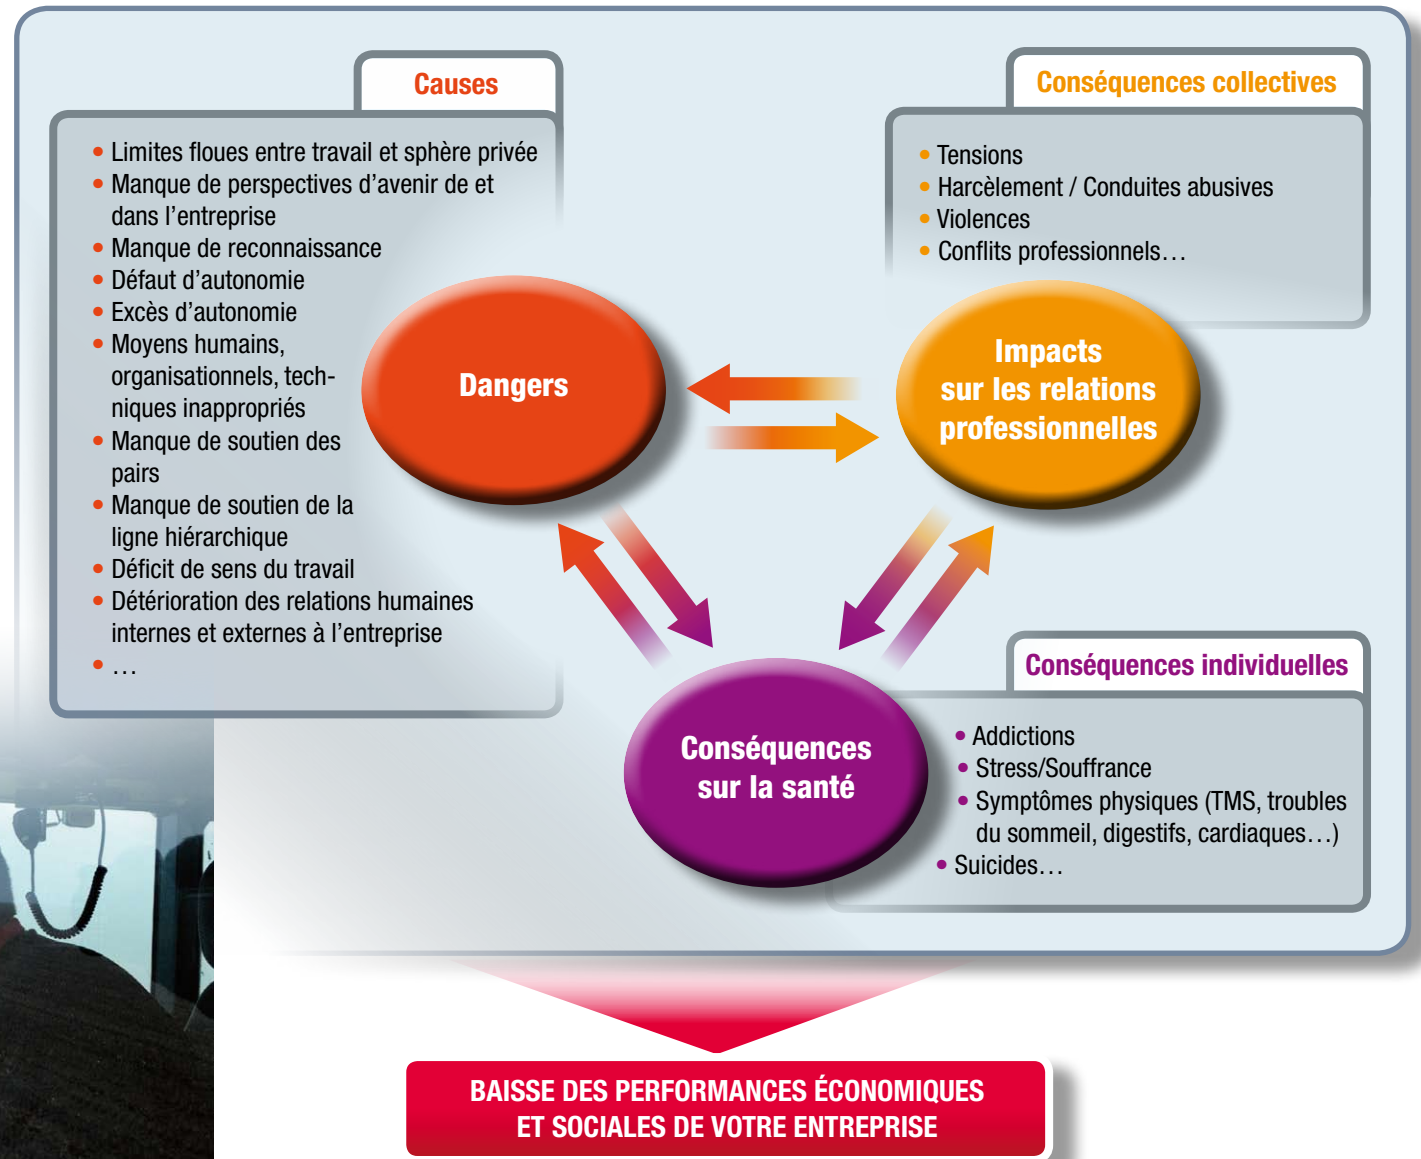 Causes
• Limites floues entre travail et sphère privée
• Manque de perspectives d'avenir de et
dans l'entreprise
• Manque de reconnaissance
• Défaut d'autonomie
• Excès d'autonomie
• Moyens humains,
organisationnels, tech-
niques inappropriés
• Manque de soutien des
pairs
• Manque de soutien de la
ligne hiérarchique
• Déficit de sens du travail
• Détérioration des relations humaines
internes et externes à l'entreprise
• …
Dangers
Conséquences collectives
• Tensions
• Harcèlement / Conduites abusives
• Violences
• Conflits professionnels…
Impacts
sur les relations
professionnelles
Conséquences
sur la santé
Conséquences individuelles
• Addictions
• Stress/Souffrance
• Symptômes physiques (TMS, troubles
du sommeil, digestifs, cardiaques…)
• Suicides…
BAISSE DES PERFORMANCES ÉCONOMIQUES
ET SOCIALES DE VOTRE ENTREPRISE